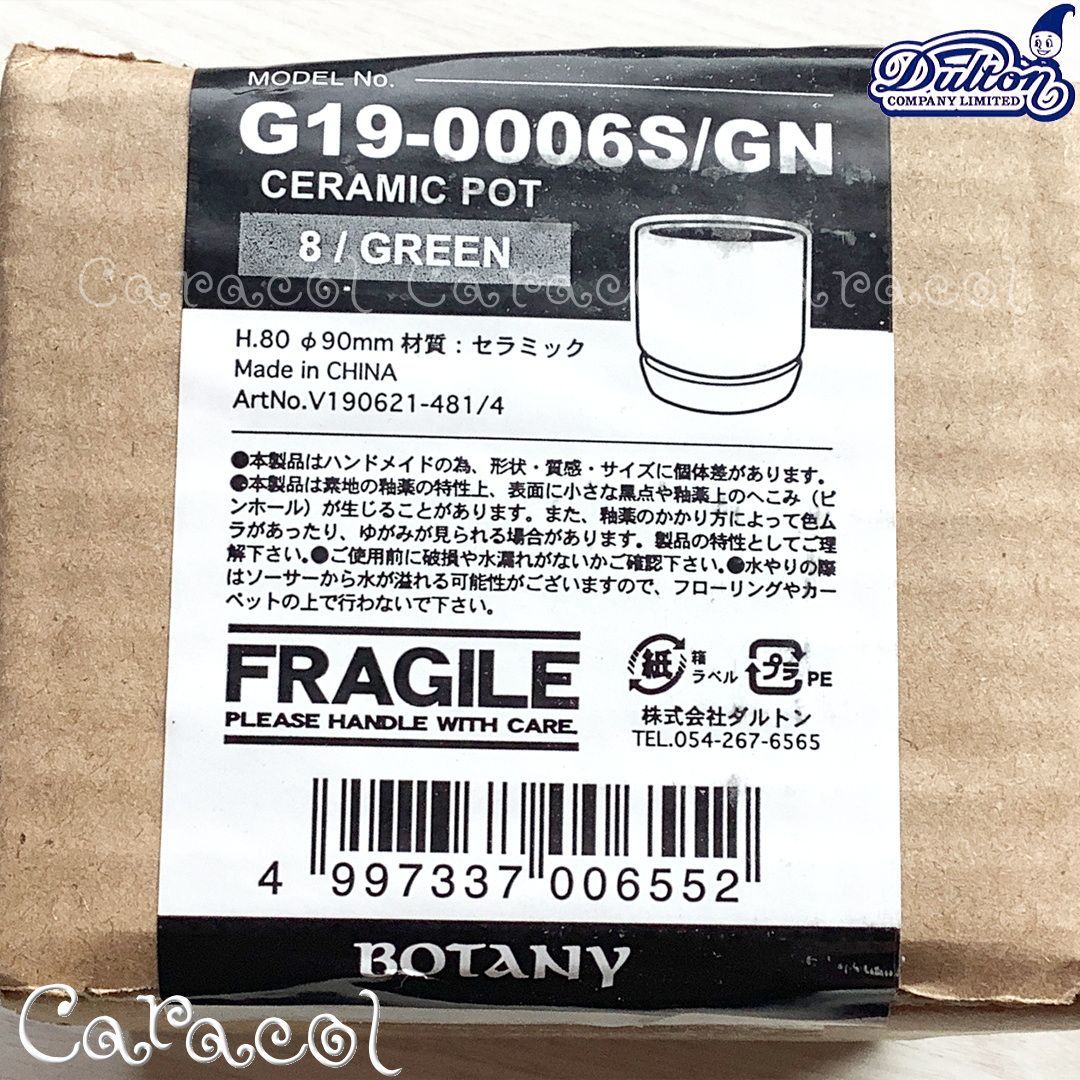 Dulton
COMPANY LIMITED
MODEL No.
G19-0006S/GN
CERAMIC POT
8 / GREEN
Caracol Caracol Caracol
H.80 φ90mm 材質：セラミック
Made in CHINA
ArtNo.V190621-481/4
●本製品はハンドメイドの為、形状・質感・サイズに個体差があります。
●本製品は素地の釉薬の特性上、表面に小さな黒点や釉薬上のへこみ（ピ
ンホール）が生じることがあります。また、釉薬のかかり方によって色ム
ラがあったり、ゆがみが見られる場合があります。製品の特性としてご理
解下さい。●ご使用前に破損や水漏れがないかご確認下さい。●水やりの際
はソーサーから水が溢れる可能性がございますので、フローリングやカー
ペットの上で行わないで下さい。
FRAGILE
PLEASE HANDLE WITH CARE.
紙 箱
ラベル
プラ PE
株式会社ダルトン
TEL.054-267-6565
4 997337 006552
BOTANY
Caracol